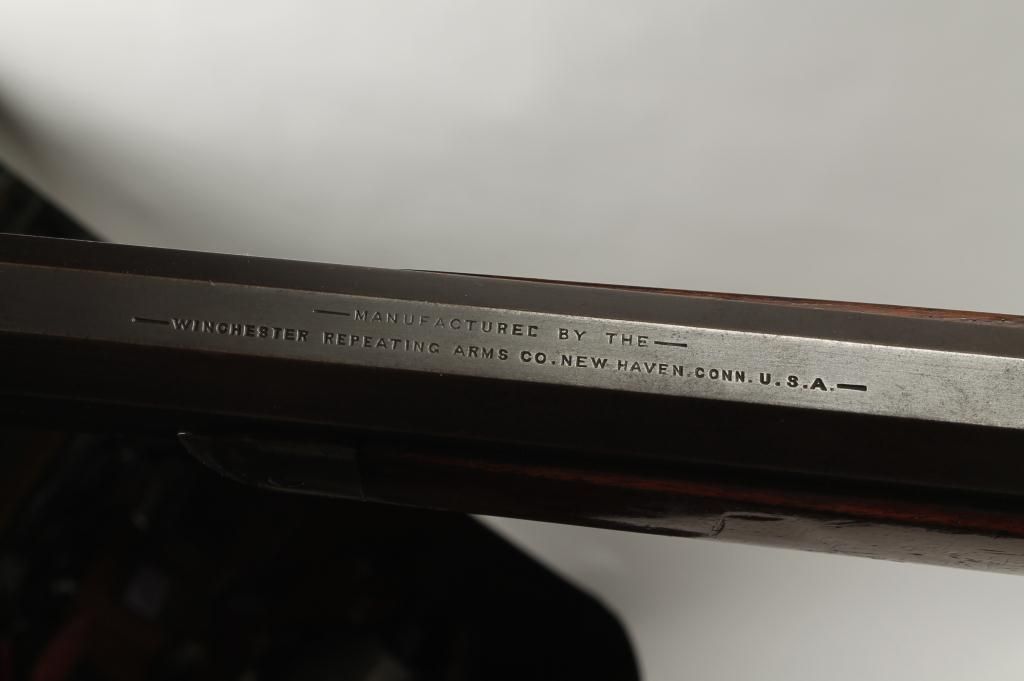 —MANUFACTURED BY THE—
—WINCHESTER REPEATING ARMS CO. NEW HAVEN. CONN. U.S.A.—